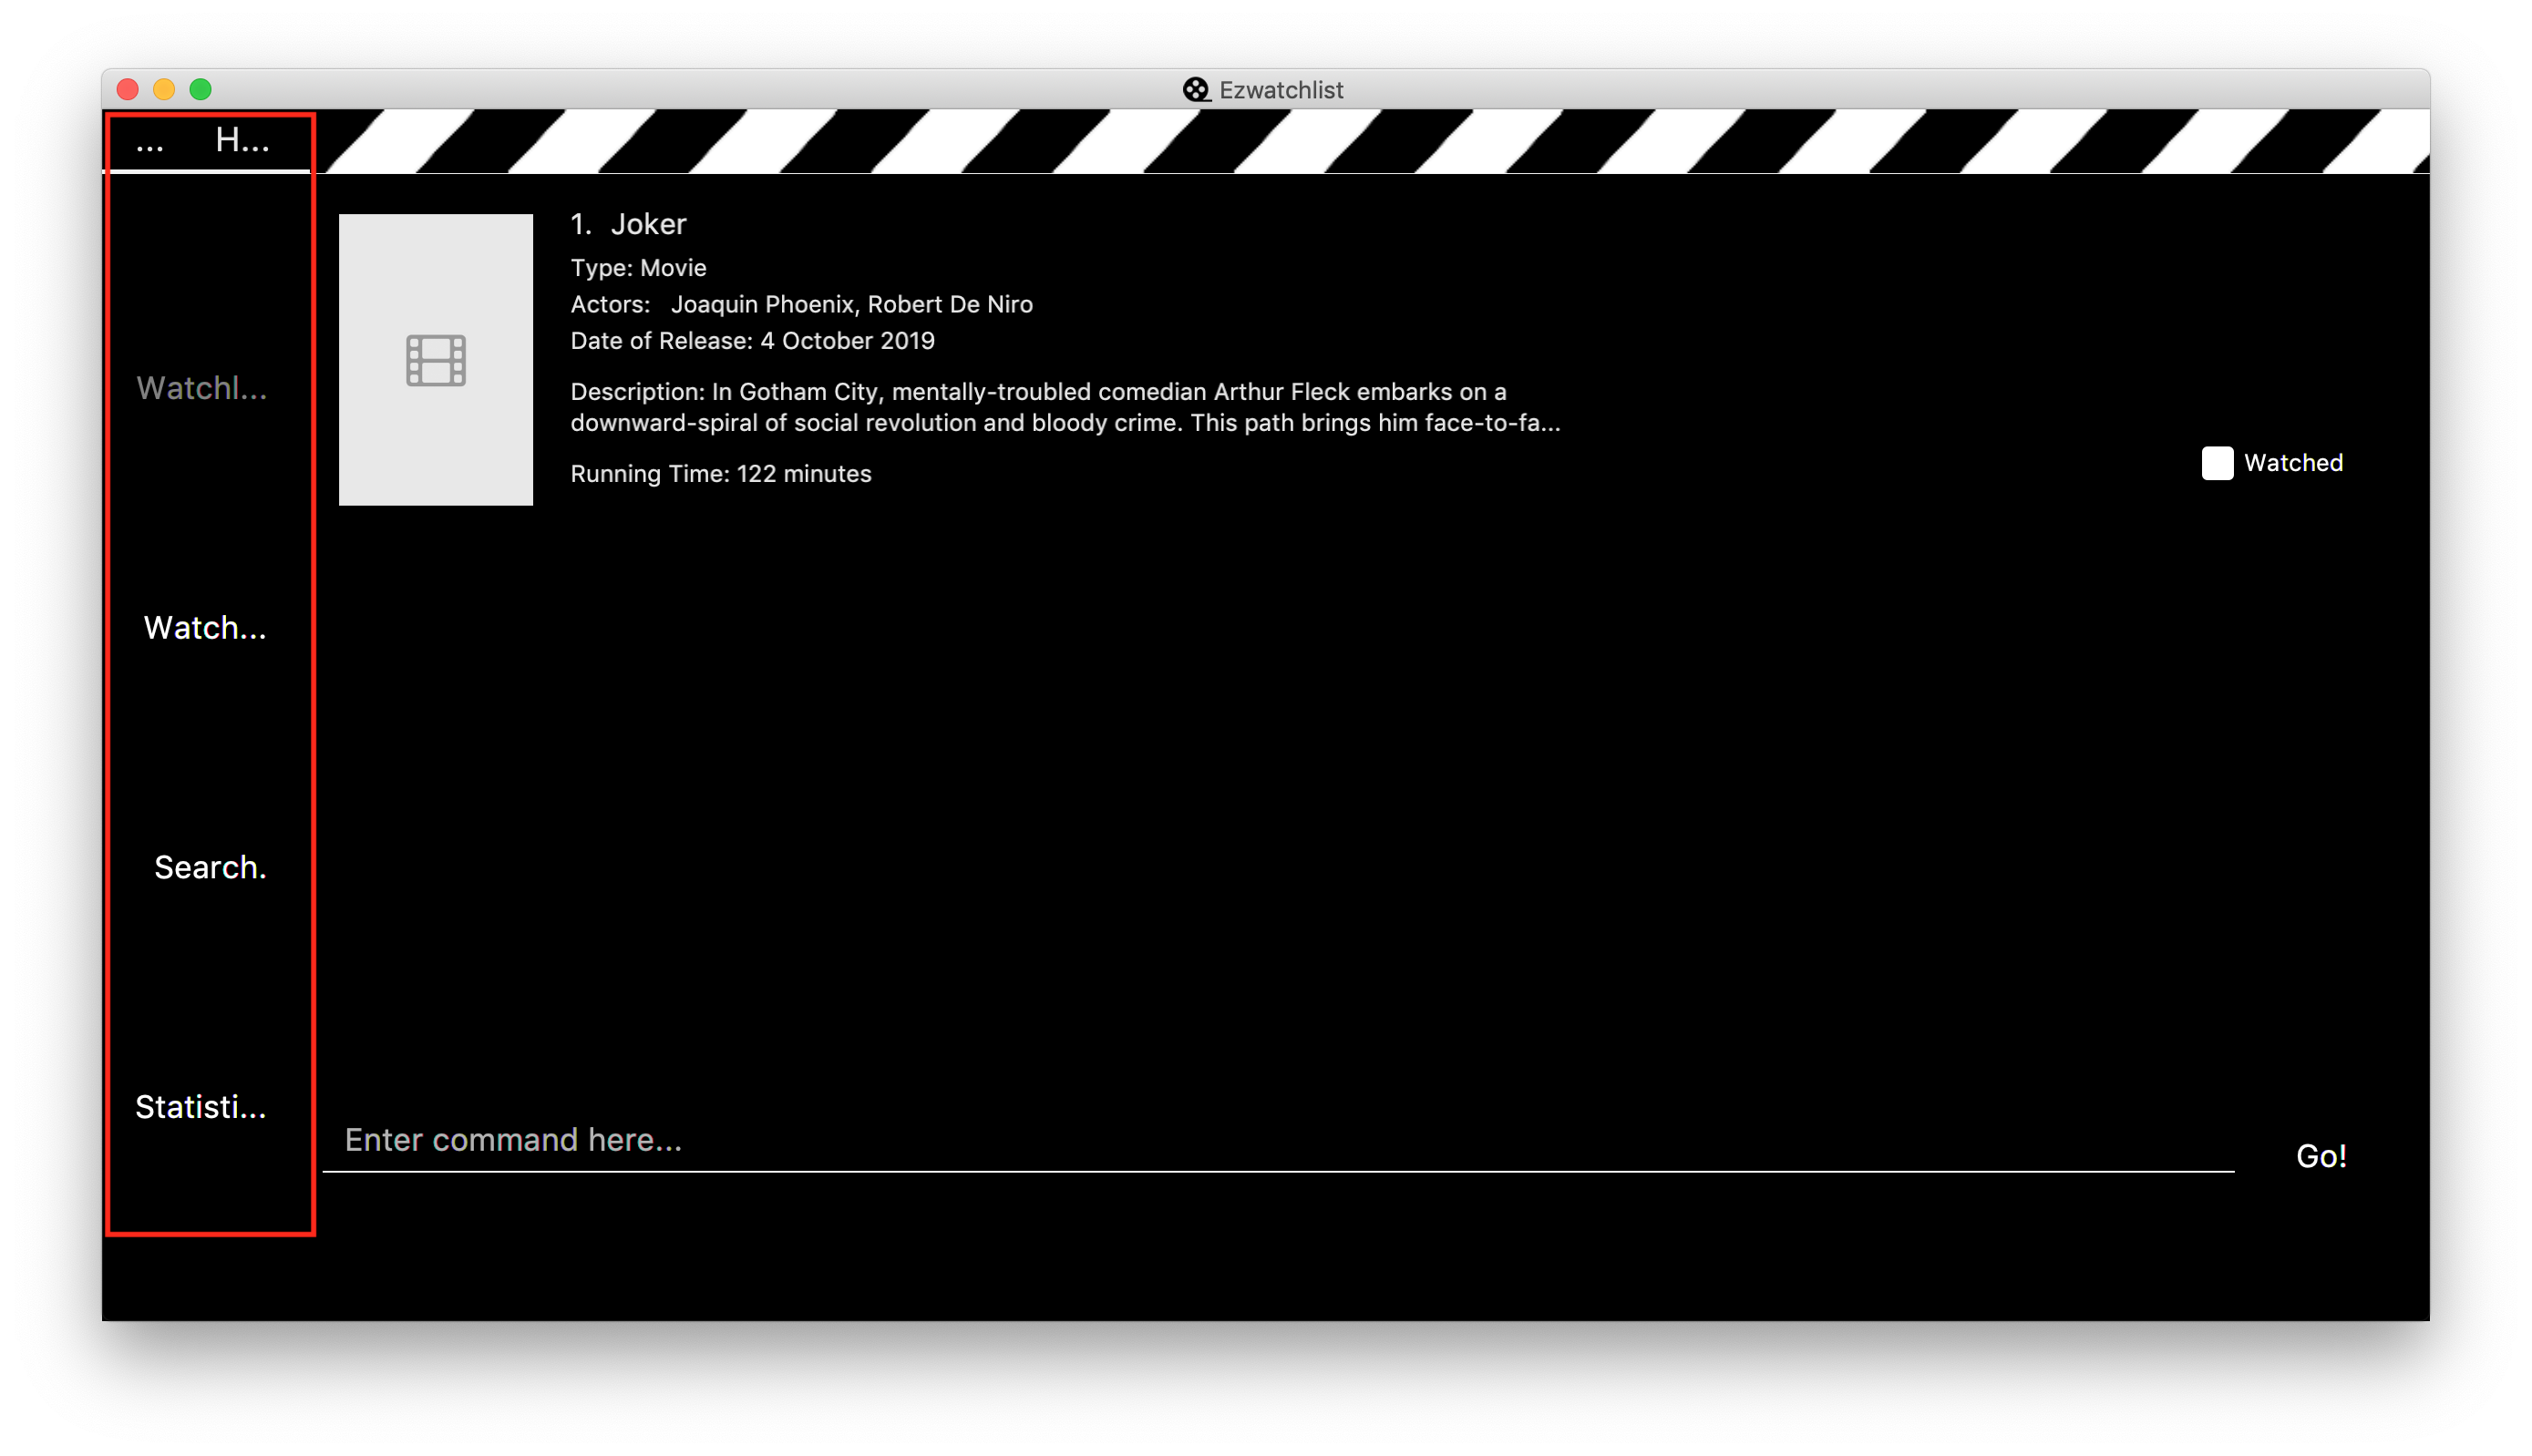 Ezwatchlist
... H...
1. Joker
Type: Movie
Actors: Joaquin Phoenix, Robert De Niro
Date of Release: 4 October 2019
Watchl...
Description: In Gotham City, mentally-troubled comedian Arthur Fleck embarks on a
downward-spiral of social revolution and bloody crime. This path brings him face-to-fa...
Watched
Running Time: 122 minutes
Watch...
Search.
Statisti...
Enter command here...
Go!